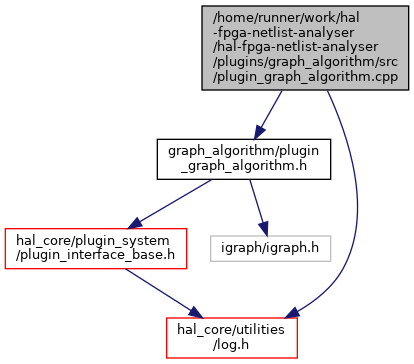 /home/runner/work/hal
-fpga-netlist-analyser
/hal-fpga-netlist-analyser
/plugins/graph_algorithm/src
/plugin_graph_algorithm.cpp
graph_algorithm/plugin
_graph_algorithm.h
hal_core/plugin_system
/plugin_interface_base.h
igraph/igraph.h
hal_core/utilities
/log.h